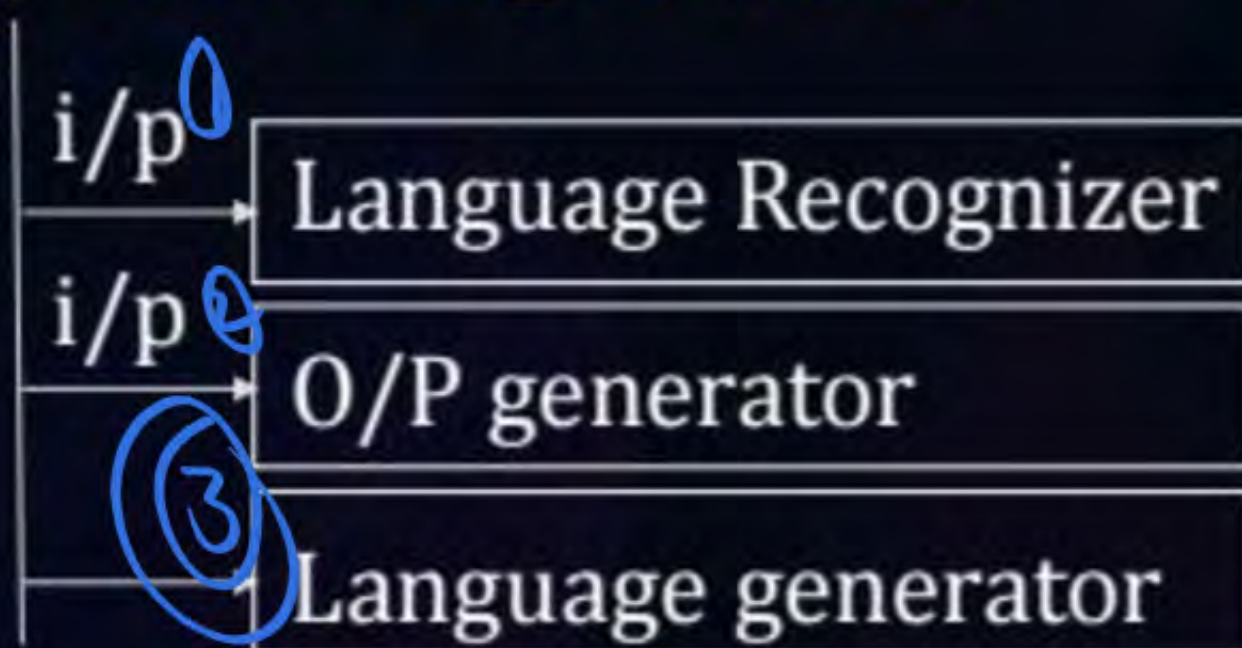 i/p 1
Language Recognizer
i/p 2
O/P generator
3
Language generator